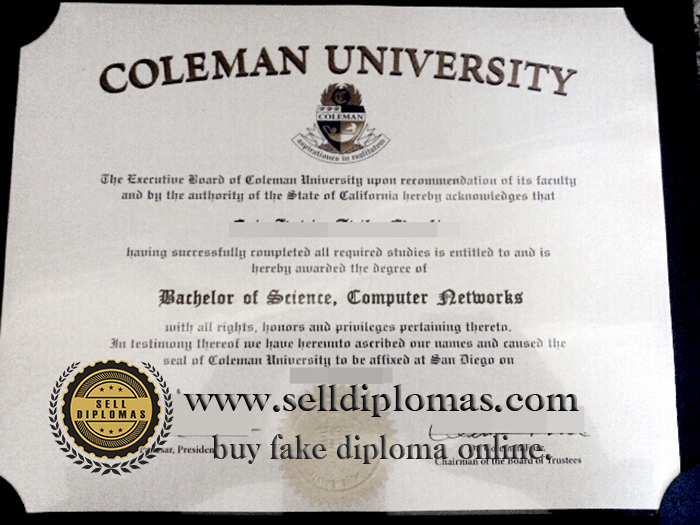 COLEMAN UNIVERSITY
COLEMAN
aspirationes in realitatem
The Executive Board of Coleman University upon recommendation of its faculty
and by the authority of the State of California hereby acknowledges that
having successfully completed all required studies is entitled to and is
hereby awarded the degree of
Bachelor of Science, Computer Networks
with all rights, honors and privileges pertaining thereto.
In testimony thereof we have hereunto ascribed our names and caused the
seal of Coleman University to be affixed at San Diego on
SELL
DIPLOMAS
www.selldiplomas.com
President
buy fake diploma online.
Chairman of the Board of Trustees